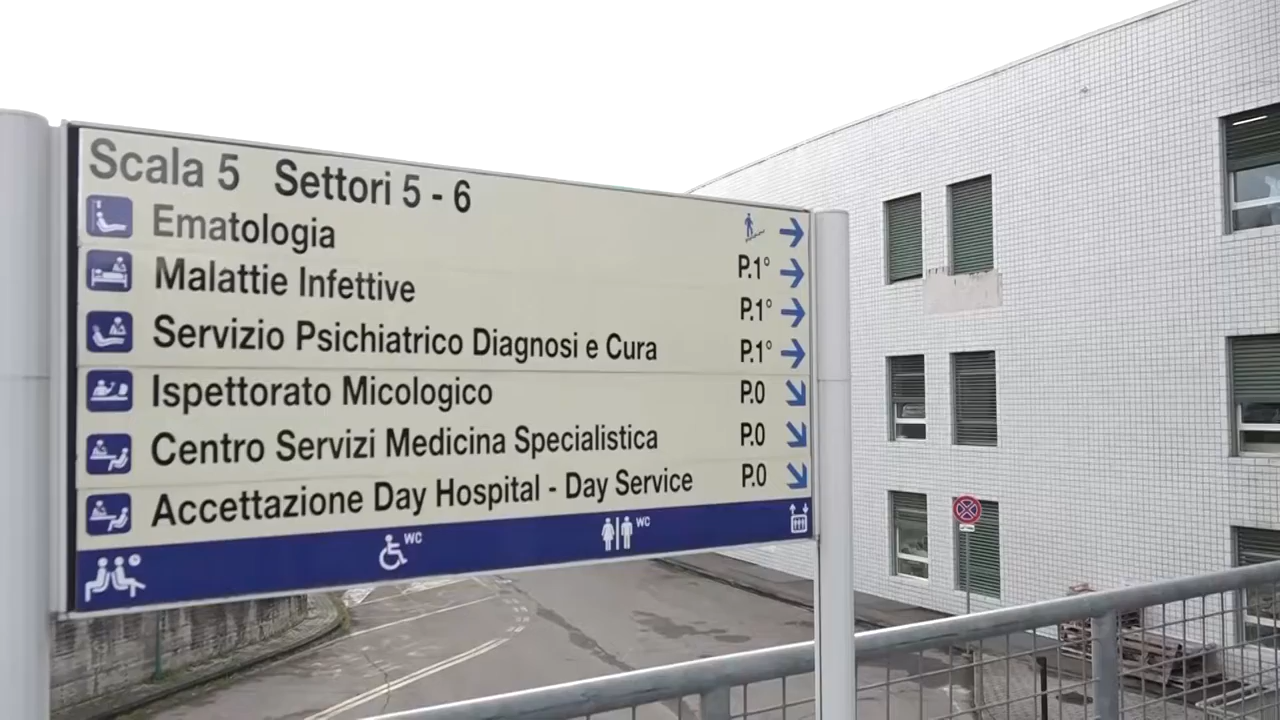 Scala 5 Settori 5 - 6
Ematologia
Malattie Infettive P.1°
Servizio Psichiatrico Diagnosi e Cura P.1°
P.1°
Ispettorato Micologico P.0
Centro Servizi Medicina Specialistica P.0
Accettazione Day Hospital - Day Service P.0
WC
WC